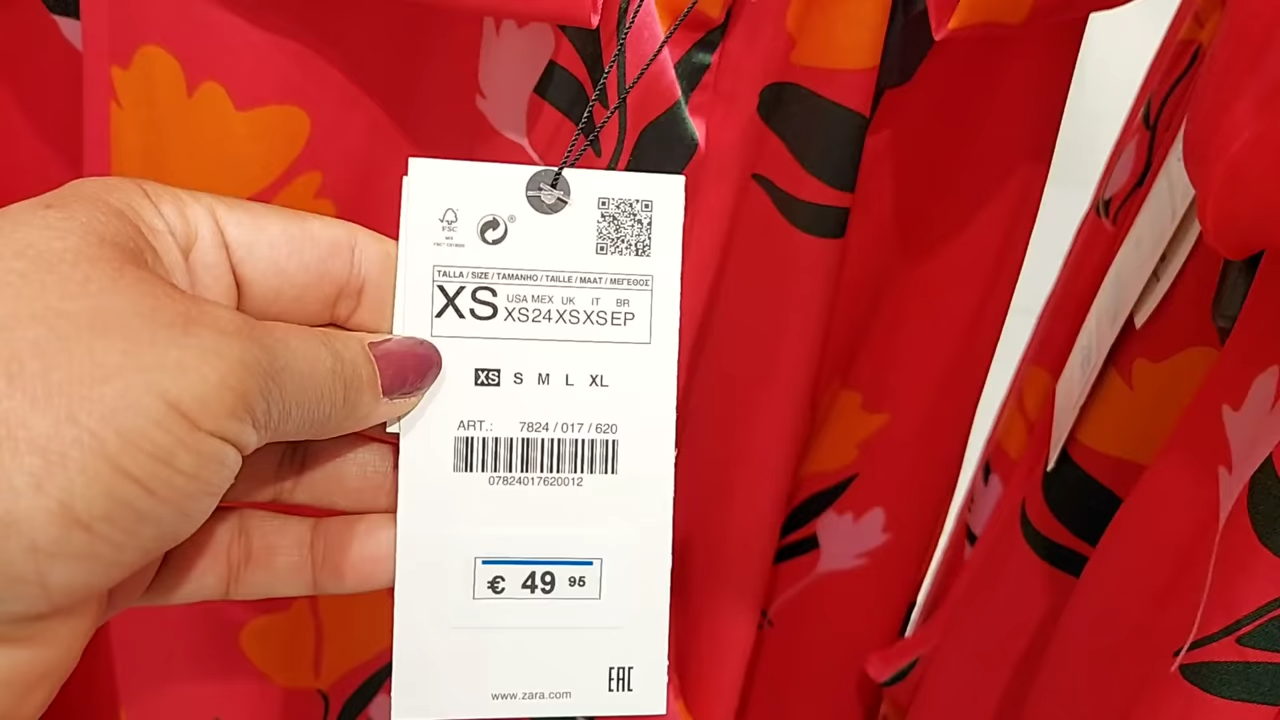 FSC
®
TALLA / SIZE / TAMANHO / TAILLE / MAAT / ΜΕΓΕΘΟΣ
XS
USA MEX UK IT BR
XS 24 XS XS EP
XS S M L XL
ART.: 7824 / 017 / 620
07824017620012
€ 49 95
www.zara.com
EAC